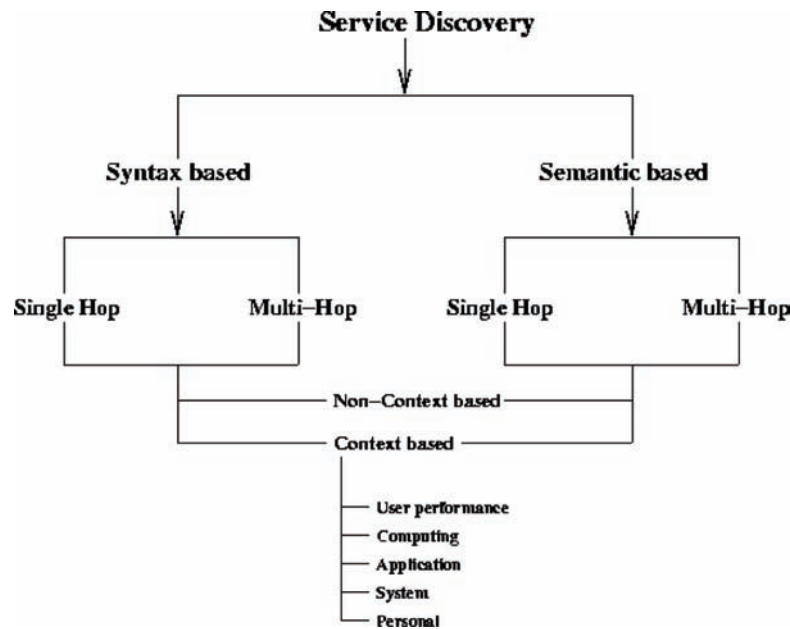 Service Discovery
Syntax based
Semantic based
Single Hop
Multi-Hop
Single Hop
Multi-Hop
Non-Context based
Context based
User performance
Computing
Application
System
Personal